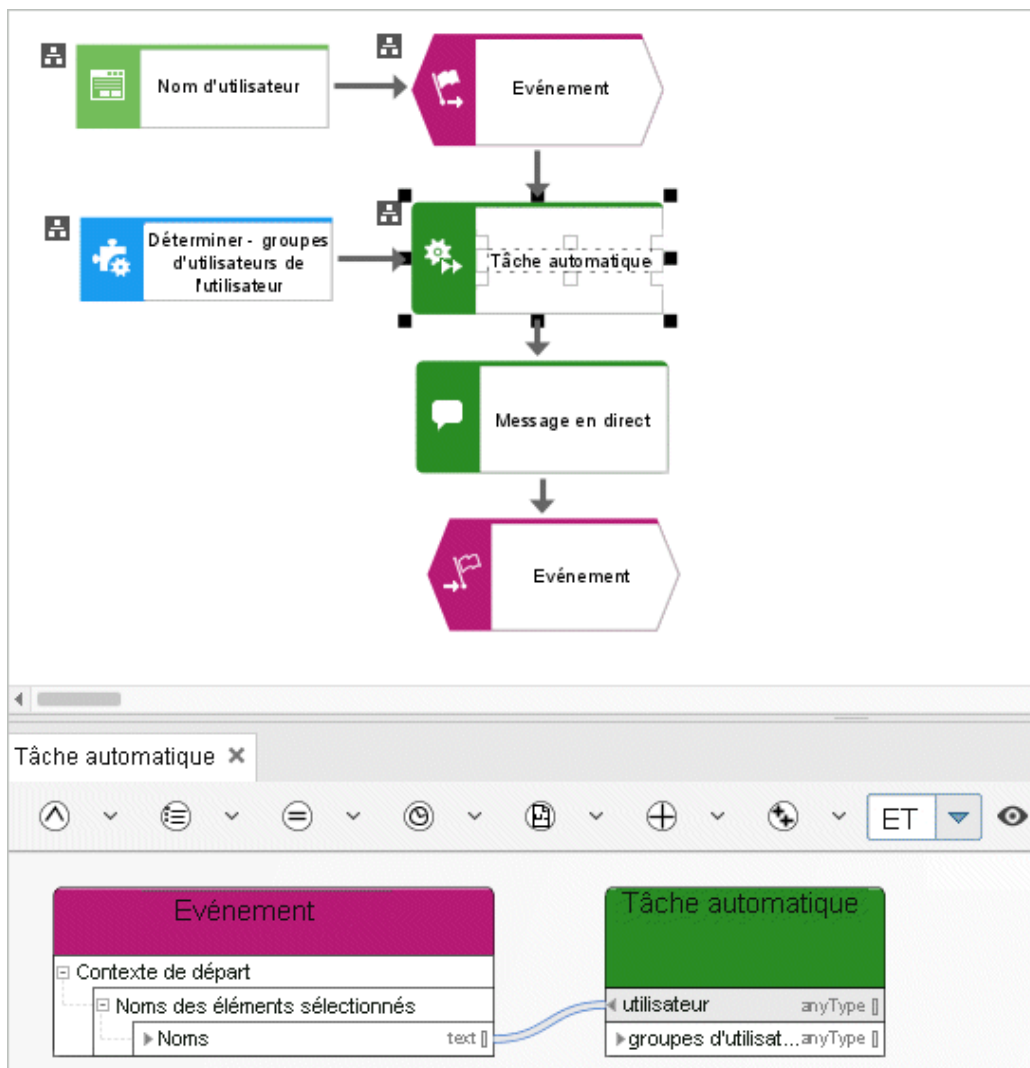 Nom d'utilisateur
Evénement
Déterminer - groupes
d'utilisateurs de
l'utilisateur
Tâche automatique
Message en direct
Evénement
Tâche automatique
ET
Evénement
Tâche automatique
Contexte de départ
Noms des éléments sélectionnés
utilisateur anyType []
Noms text []
groupes d'utilisat...anyType []